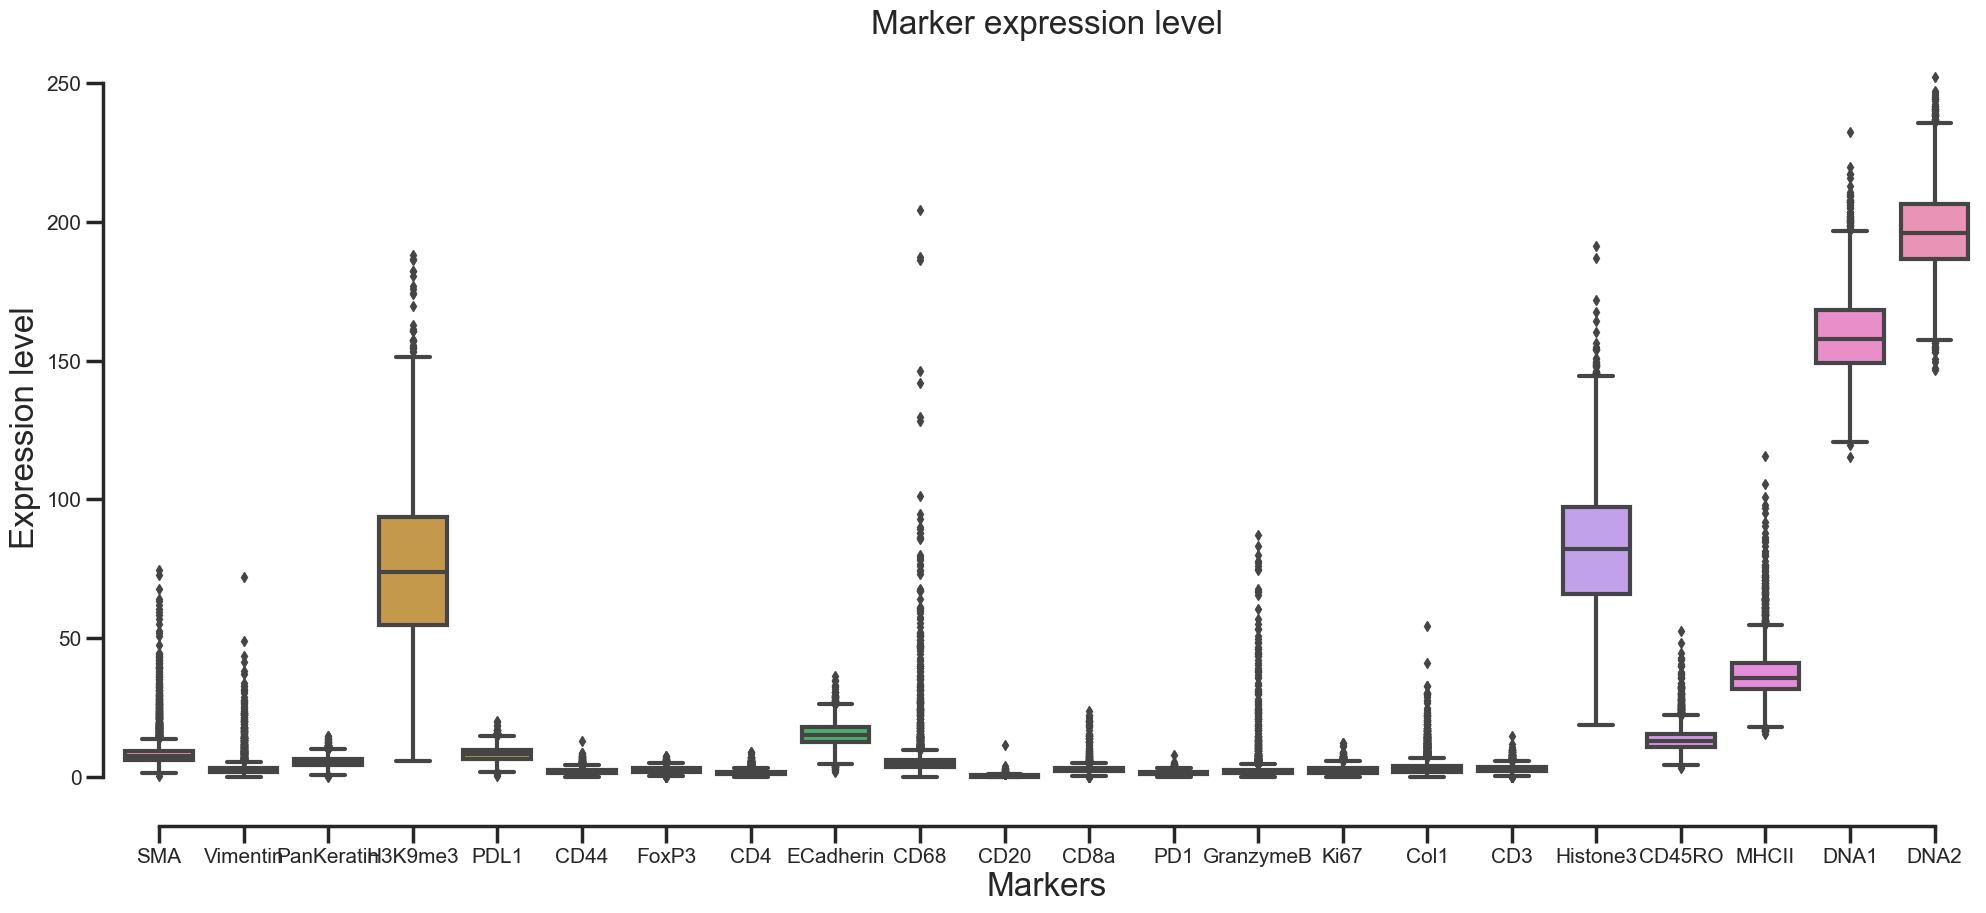 Marker expression level
Expression level
250
200
150
100
50
0
SMA Vimentin PanKeratin H3K9me3 PDL1 CD44 FoxP3 CD4 ECadherin CD68 CD20 CD8a PD1 GranzymeB Ki67 Col1 CD3 Histone3 CD45RO MHCII DNA1 DNA2
Markers